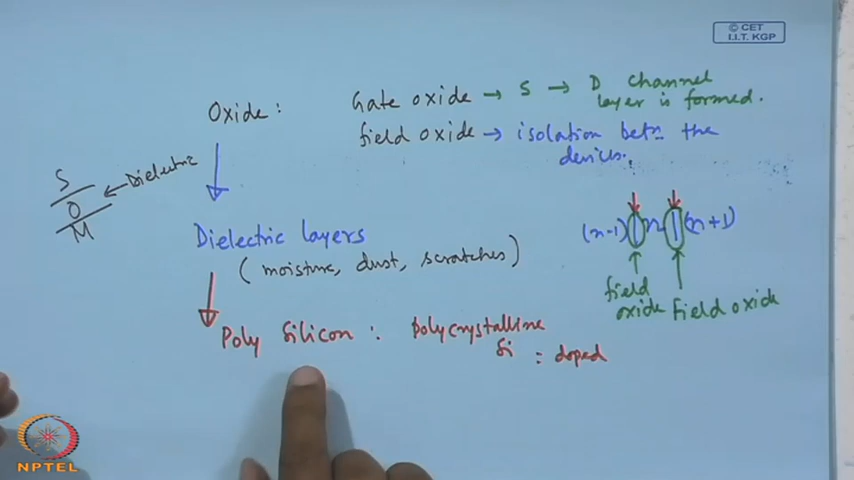 © CET
I.I.T. KGP
Oxide :
Gate oxide → S → D channel
layer is formed.
field oxide → isolation betn the
devices.
S
O
M
Dielectric
Dielectric layers
(moisture, dust, scratches)
(n-1) n (n+1)
field
oxide
Field oxide
Poly Silicon : polycrystalline
Si : doped
NPTEL